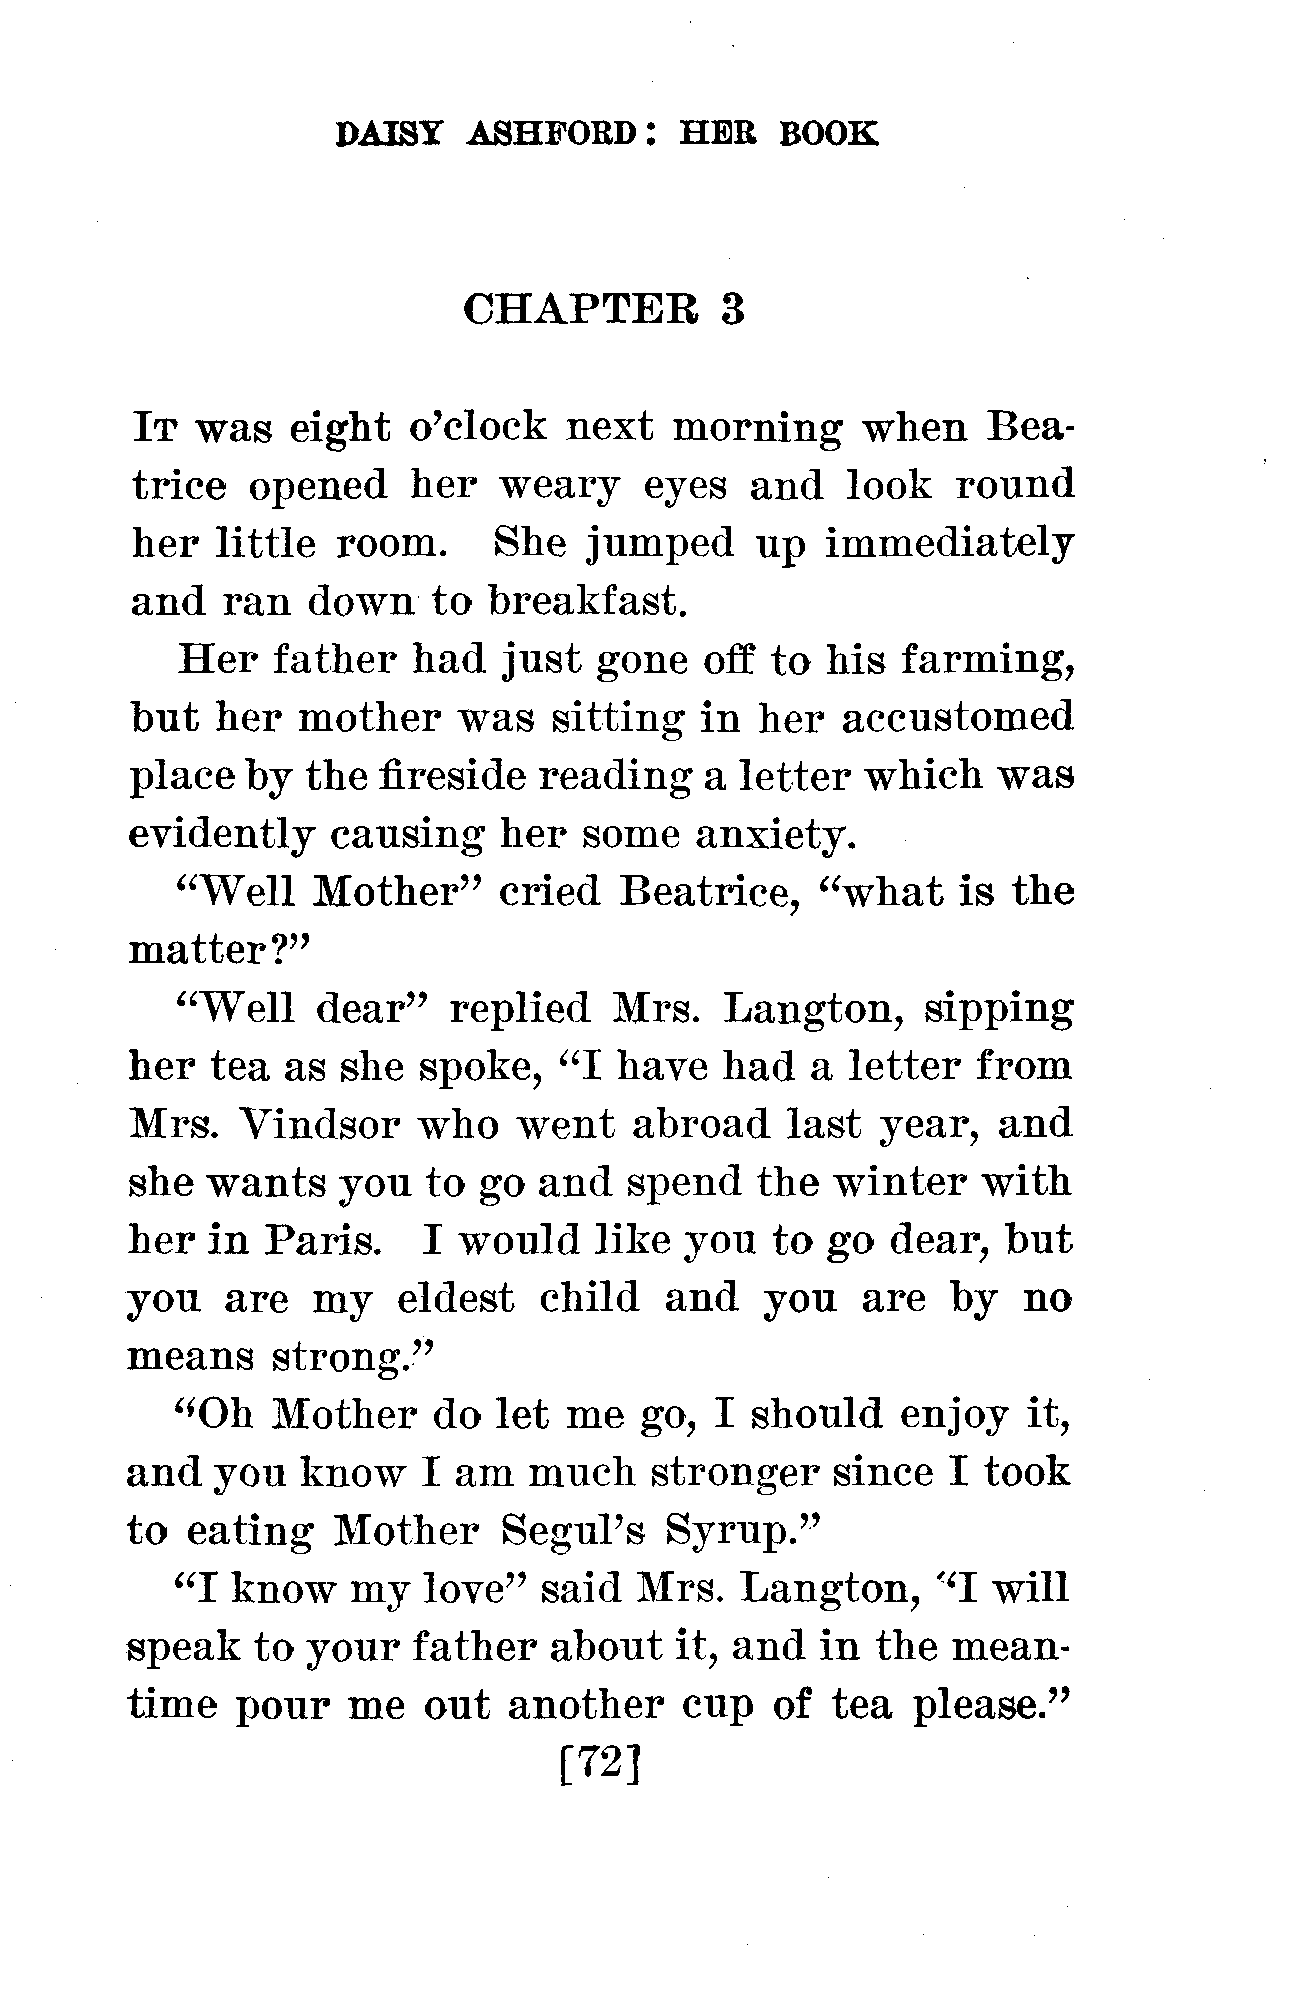 DAISY ASHFORD: HER BOOK
CHAPTER 3
IT was eight o'clock next morning when Bea-
trice opened her weary eyes and look round
her little room. She jumped up immediately
and ran down to breakfast.
Her father had just gone off to his farming,
but her mother was sitting in her accustomed
place by the fireside reading a letter which was
evidently causing her some anxiety.
“Well Mother” cried Beatrice, “what is the
matter?”
“Well dear” replied Mrs. Langton, sipping
her tea as she spoke, “I have had a letter from
Mrs. Vindsor who went abroad last year, and
she wants you to go and spend the winter with
her in Paris. I would like you to go dear, but
you are my eldest child and you are by no
means strong.”
“Oh Mother do let me go, I should enjoy it,
and you know I am much stronger since I took
to eating Mother Segul's Syrup.”
“I know my love” said Mrs. Langton, “I will
speak to your father about it, and in the mean-
time pour me out another cup of tea please.”
[72]